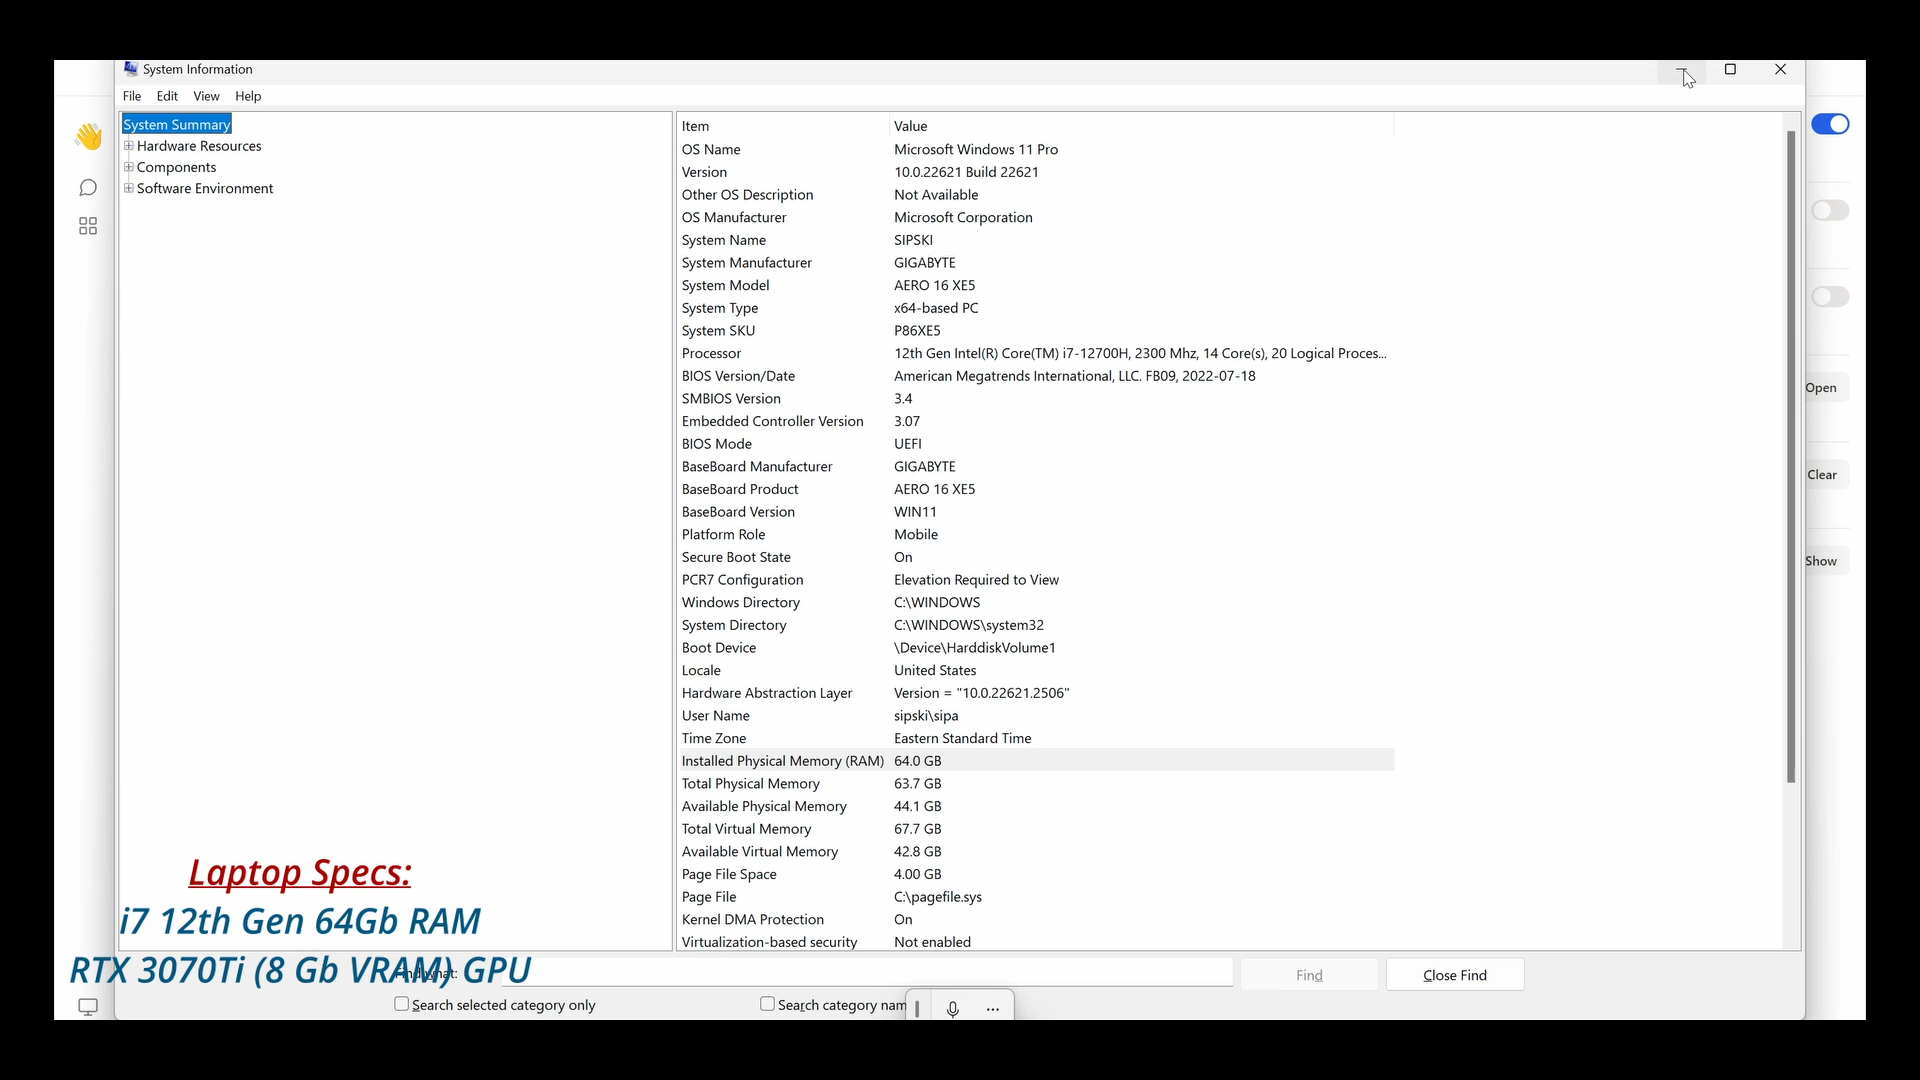 System Information
File Edit View Help
System Summary
Hardware Resources
Components
Software Environment
Item Value
OS Name Microsoft Windows 11 Pro
Version 10.0.22621 Build 22621
Other OS Description Not Available
OS Manufacturer Microsoft Corporation
System Name SIPSKI
System Manufacturer GIGABYTE
System Model AERO 16 XE5
System Type x64-based PC
System SKU P86XE5
Processor 12th Gen Intel(R) Core(TM) i7-12700H, 2300 Mhz, 14 Core(s), 20 Logical Proces...
BIOS Version/Date American Megatrends International, LLC. FB09, 2022-07-18
SMBIOS Version 3.4
Embedded Controller Version 3.07
BIOS Mode UEFI
BaseBoard Manufacturer GIGABYTE
BaseBoard Product AERO 16 XE5
BaseBoard Version WIN11
Platform Role Mobile
Secure Boot State On
PCR7 Configuration Elevation Required to View
Windows Directory C:\WINDOWS
System Directory C:\WINDOWS\system32
Boot Device \Device\HarddiskVolume1
Locale United States
Hardware Abstraction Layer Version = "10.0.22621.2506"
User Name sipski\sipa
Time Zone Eastern Standard Time
Installed Physical Memory (RAM) 64.0 GB
Total Physical Memory 63.7 GB
Available Physical Memory 44.1 GB
Total Virtual Memory 67.7 GB
Available Virtual Memory 42.8 GB
Page File Space 4.00 GB
Page File C:\pagefile.sys
Kernel DMA Protection On
Virtualization-based security Not enabled
Open
Clear
Show
Laptop Specs:
i7 12th Gen 64Gb RAM
RTX 3070Ti (8 Gb VRAM) GPU
Find what:
Find Close Find
Search selected category only Search category nam